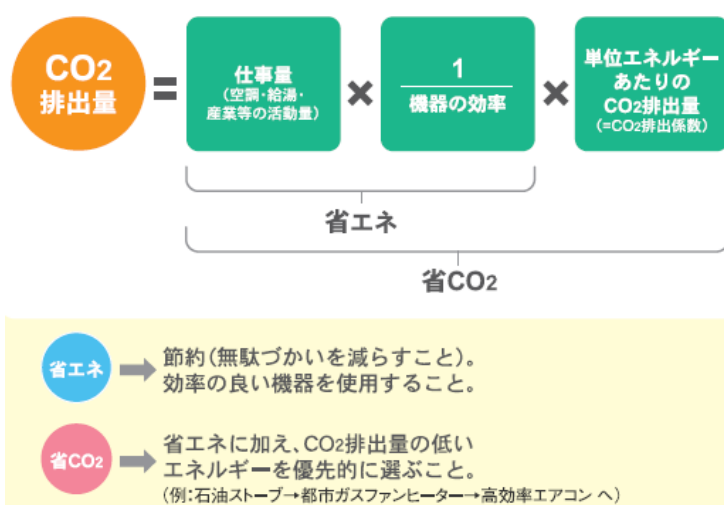 CO2
排出量
=
仕事量
(空調・給湯・
産業等の活動量)
×
1
機器の効率
×
単位エネルギー
あたりの
CO2排出量
(=CO2排出係数)
省エネ
省CO2
省エネ
節約(無駄づかいを減らすこと)。
効率の良い機器を使用すること。
省CO2
省エネに加え、CO2排出量の低い
エネルギーを優先的に選ぶこと。
(例:石油ストーブ→都市ガスファンヒーター→高効率エアコン へ)